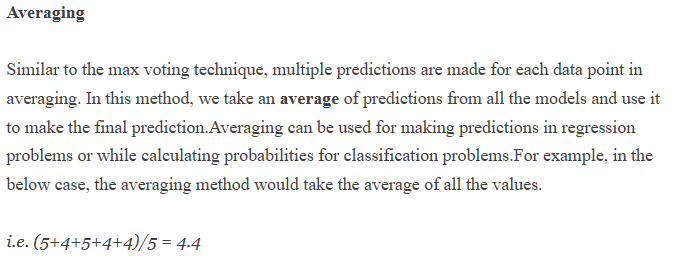 Averaging
Similar to the max voting technique, multiple predictions are made for each data point in
averaging. In this method, we take an average of predictions from all the models and use it
to make the final prediction.Averaging can be used for making predictions in regression
problems or while calculating probabilities for classification problems.For example, in the
below case, the averaging method would take the average of all the values.
i.e. (5+4+5+4+4)/5 = 4.4